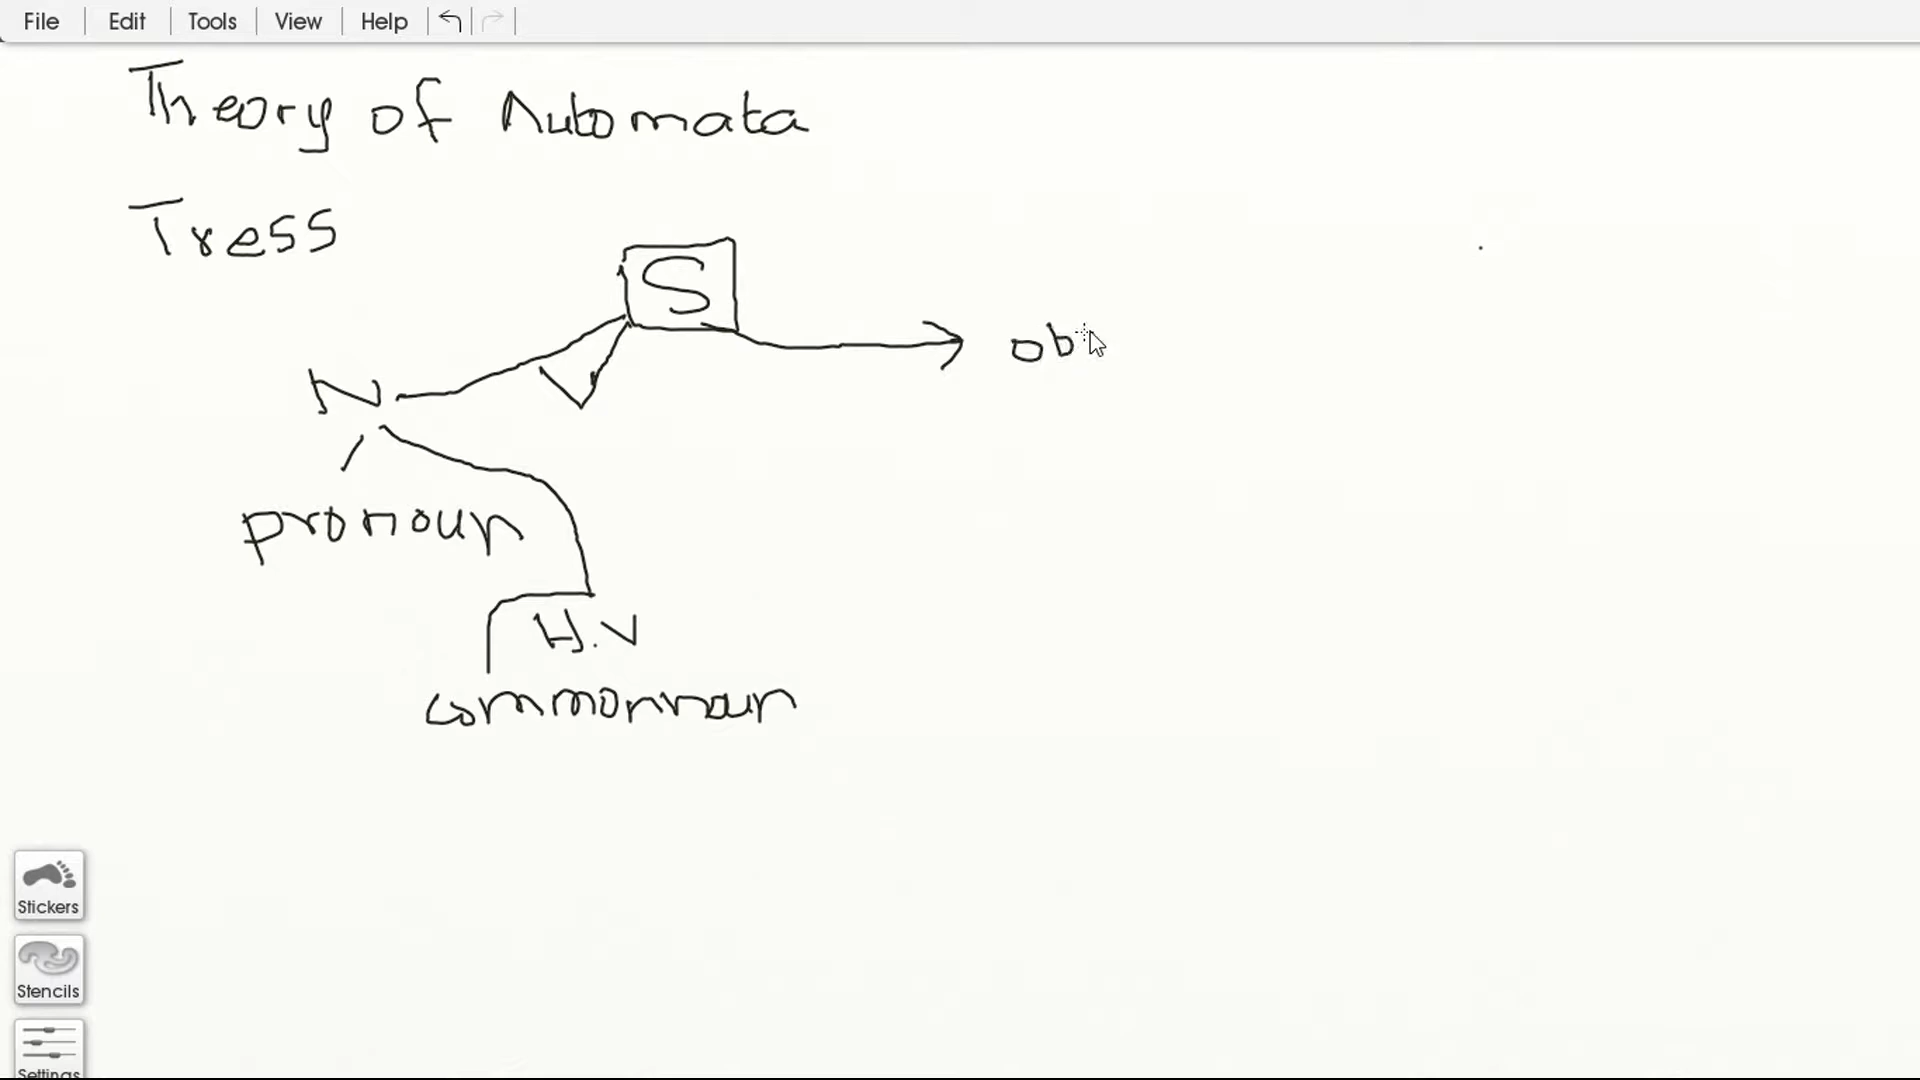 File Edit Tools View Help
Theory of Automata
Tress
S
ob
N
pronoun
H.V
commonnoun
Stickers
Stencils
Settings